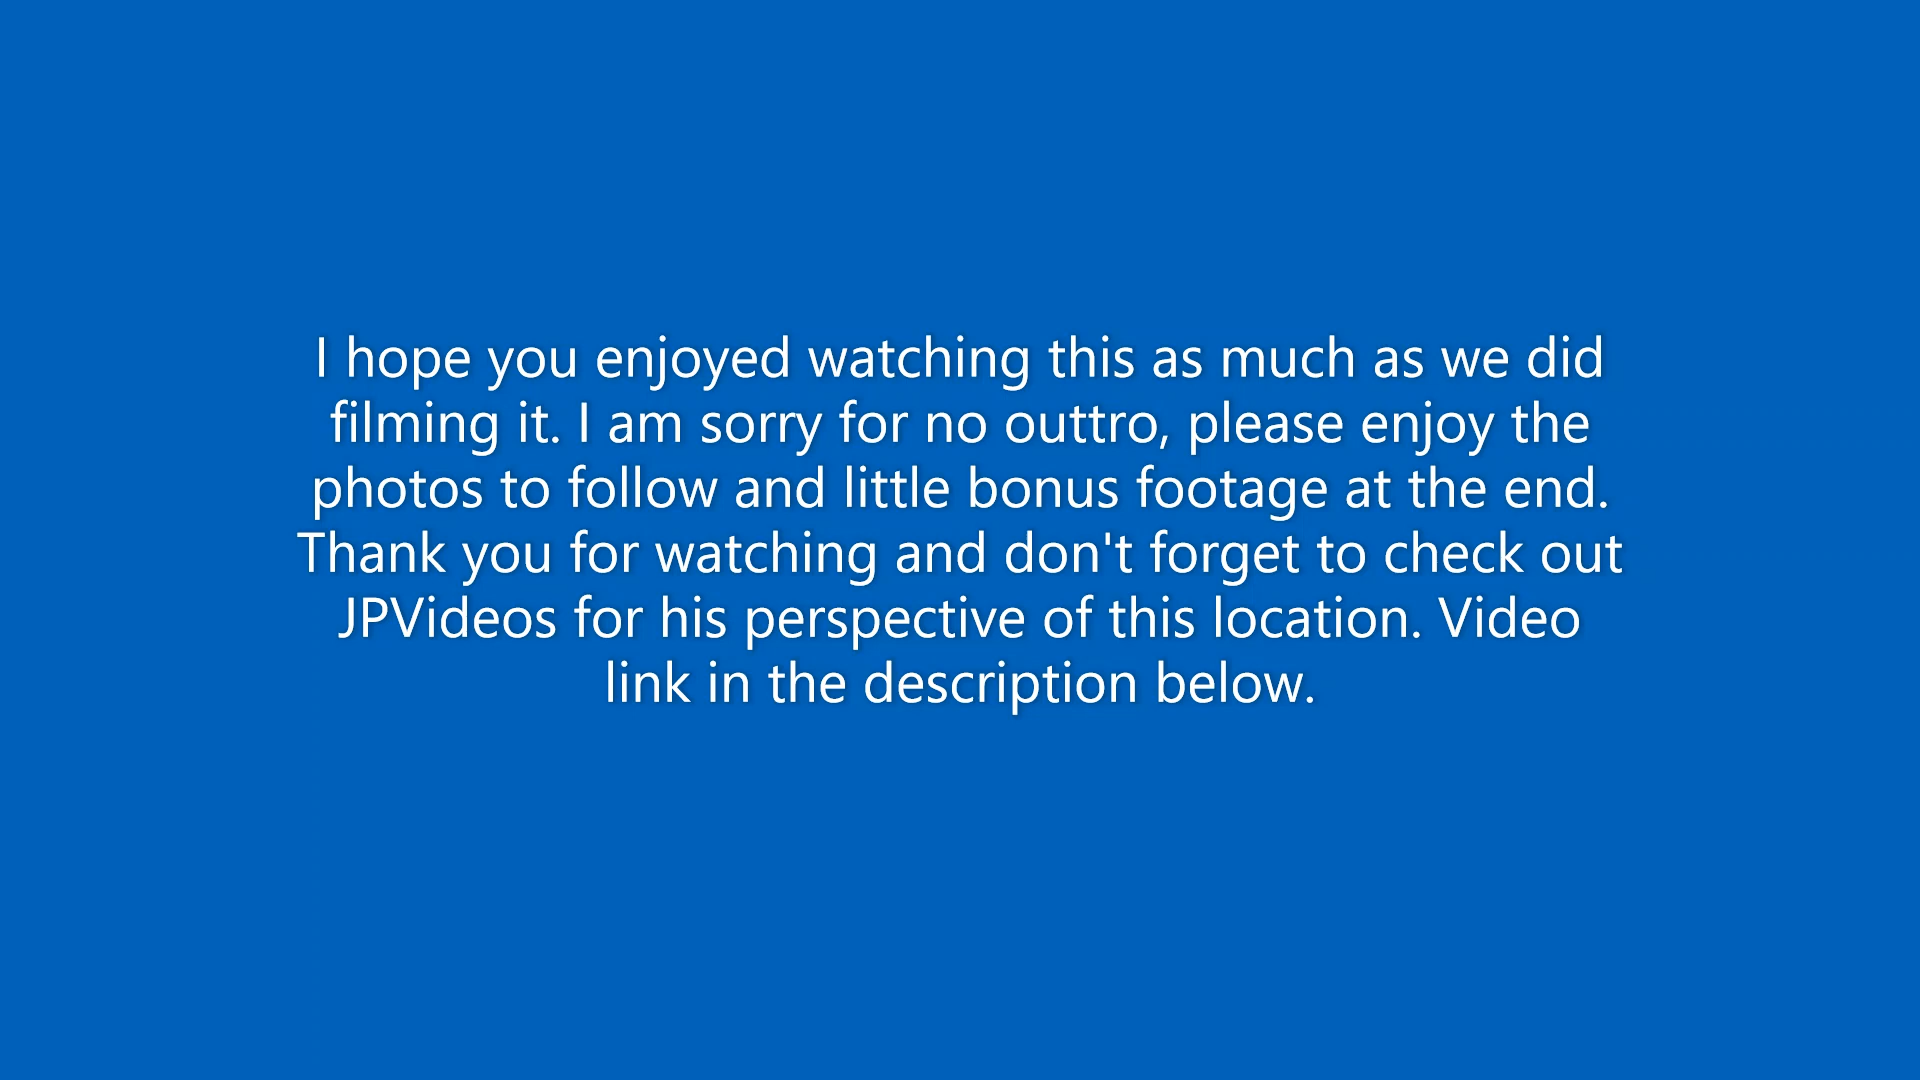 I hope you enjoyed watching this as much as we did
filming it. I am sorry for no outtro, please enjoy the
photos to follow and little bonus footage at the end.
Thank you for watching and don't forget to check out
JPVideos for his perspective of this location. Video
link in the description below.